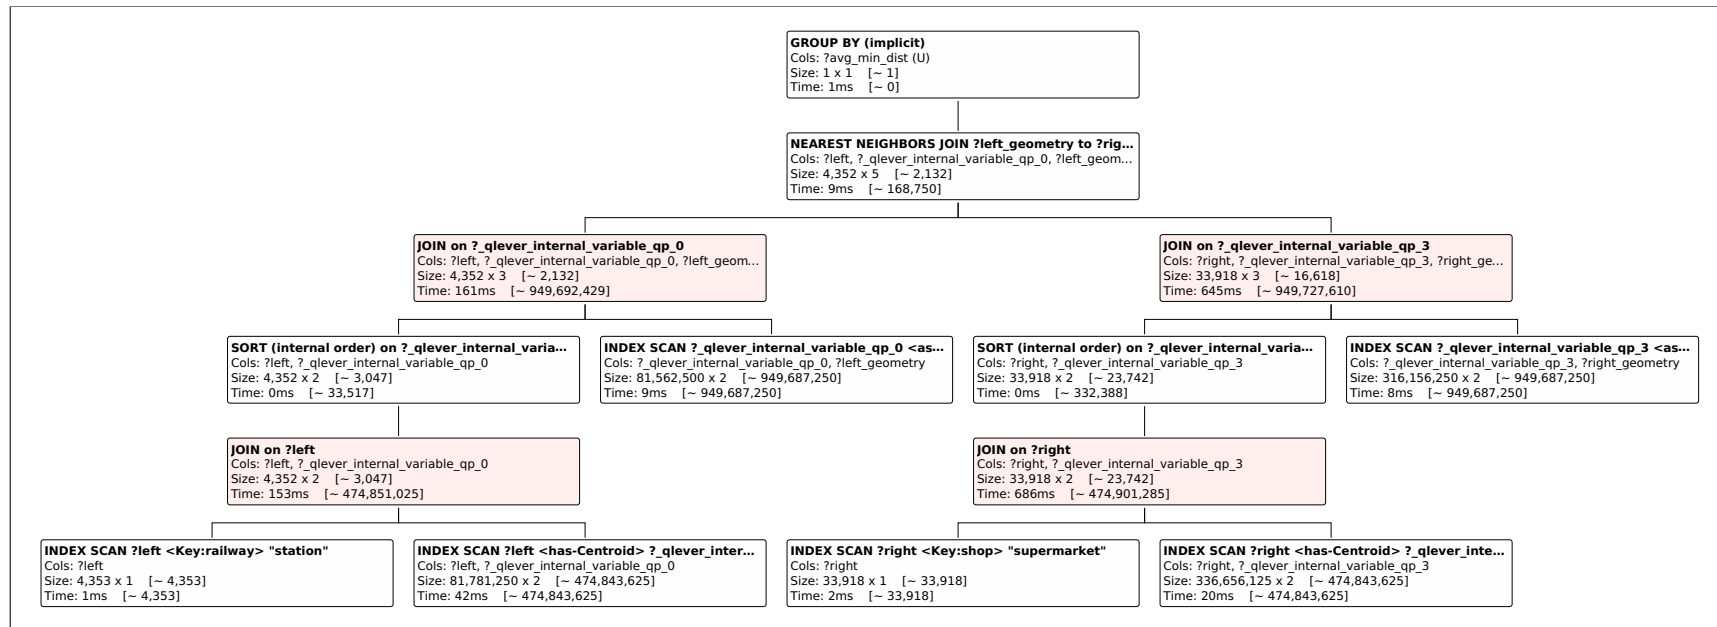 GROUP BY (implicit)
Cols: ?avg_min_dist (U)
Size: 1 x 1 [~ 1]
Time: 1ms [~ 0]
NEAREST NEIGHBORS JOIN ?left_geometry to ?rig...
Cols: ?left, ?_qlever_internal_variable_qp_0, ?left_geom...
Size: 4,352 x 5 [~ 2,132]
Time: 9ms [~ 168,750]
JOIN on ?_qlever_internal_variable_qp_0
Cols: ?left, ?_qlever_internal_variable_qp_0, ?left_geom...
Size: 4,352 x 3 [~ 2,132]
Time: 161ms [~ 949,692,429]
JOIN on ?_qlever_internal_variable_qp_3
Cols: ?right, ?_qlever_internal_variable_qp_3, ?right_ge...
Size: 33,918 x 3 [~ 16,618]
Time: 645ms [~ 949,727,610]
SORT (internal order) on ?_qlever_internal_varia...
Cols: ?left, ?_qlever_internal_variable_qp_0
Size: 4,352 x 2 [~ 3,047]
Time: 0ms [~ 33,517]
INDEX SCAN ?_qlever_internal_variable_qp_0 <as...
Cols: ?_qlever_internal_variable_qp_0, ?left_geometry
Size: 81,562,500 x 2 [~ 949,687,250]
Time: 9ms [~ 949,687,250]
SORT (internal order) on ?_qlever_internal_varia...
Cols: ?right, ?_qlever_internal_variable_qp_3
Size: 33,918 x 2 [~ 23,742]
Time: 0ms [~ 332,388]
INDEX SCAN ?_qlever_internal_variable_qp_3 <as...
Cols: ?_qlever_internal_variable_qp_3, ?right_geometry
Size: 316,156,250 x 2 [~ 949,687,250]
Time: 8ms [~ 949,687,250]
JOIN on ?left
Cols: ?left, ?_qlever_internal_variable_qp_0
Size: 4,352 x 2 [~ 3,047]
Time: 153ms [~ 474,851,025]
JOIN on ?right
Cols: ?right, ?_qlever_internal_variable_qp_3
Size: 33,918 x 2 [~ 23,742]
Time: 686ms [~ 474,901,285]
INDEX SCAN ?left <Key:railway> "station"
Cols: ?left
Size: 4,353 x 1 [~ 4,353]
Time: 1ms [~ 4,353]
INDEX SCAN ?left <has-Centroid> ?_qlever_inter...
Cols: ?left, ?_qlever_internal_variable_qp_0
Size: 81,781,250 x 2 [~ 474,843,625]
Time: 42ms [~ 474,843,625]
INDEX SCAN ?right <Key:shop> "supermarket"
Cols: ?right
Size: 33,918 x 1 [~ 33,918]
Time: 2ms [~ 33,918]
INDEX SCAN ?right <has-Centroid> ?_qlever_inte...
Cols: ?right, ?_qlever_internal_variable_qp_3
Size: 336,656,125 x 2 [~ 474,843,625]
Time: 20ms [~ 474,843,625]